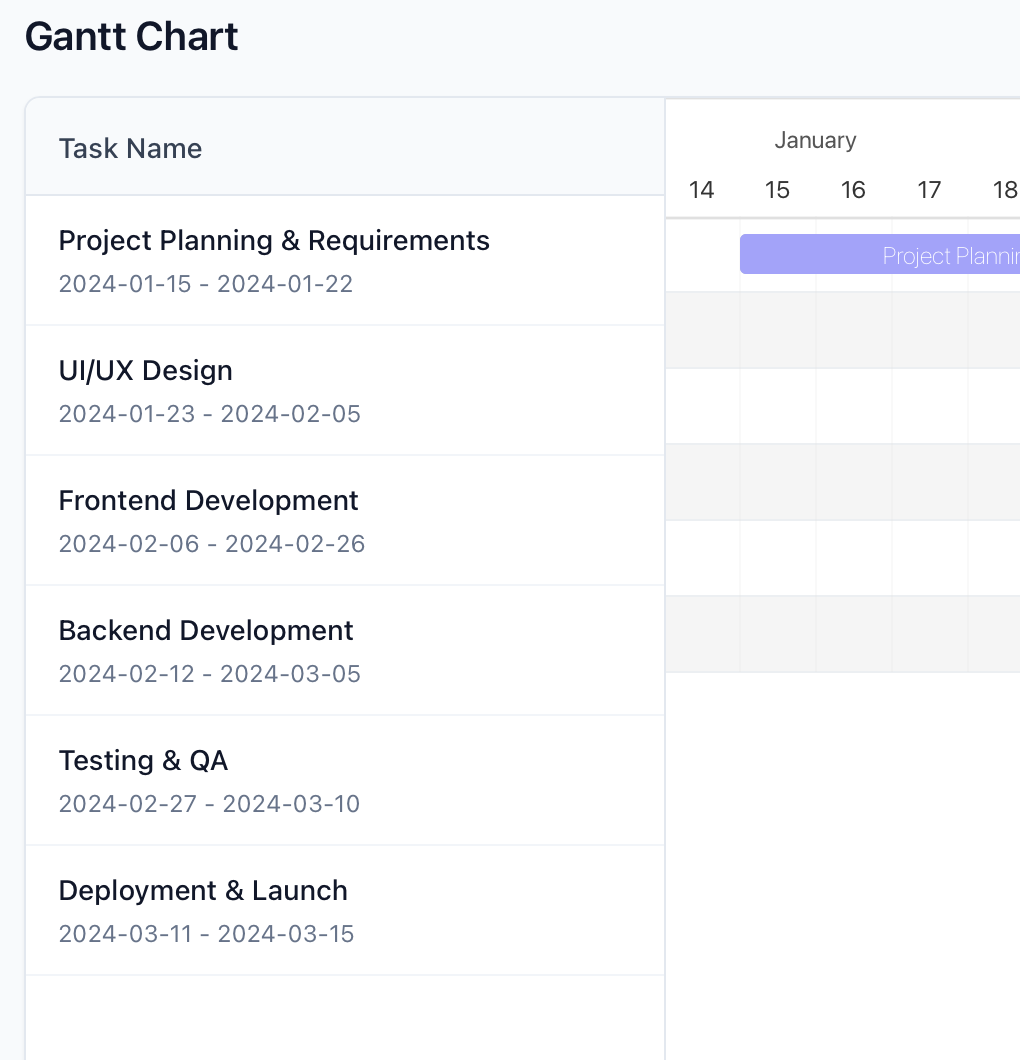 Gantt Chart
Task Name
January
14 15 16 17 18
Project Planning & Requirements
2024-01-15 - 2024-01-22
Project
UI/UX Design
2024-01-23 - 2024-02-05
Frontend Development
2024-02-06 - 2024-02-26
Backend Development
2024-02-12 - 2024-03-05
Testing & QA
2024-02-27 - 2024-03-10
Deployment & Launch
2024-03-11 - 2024-03-15